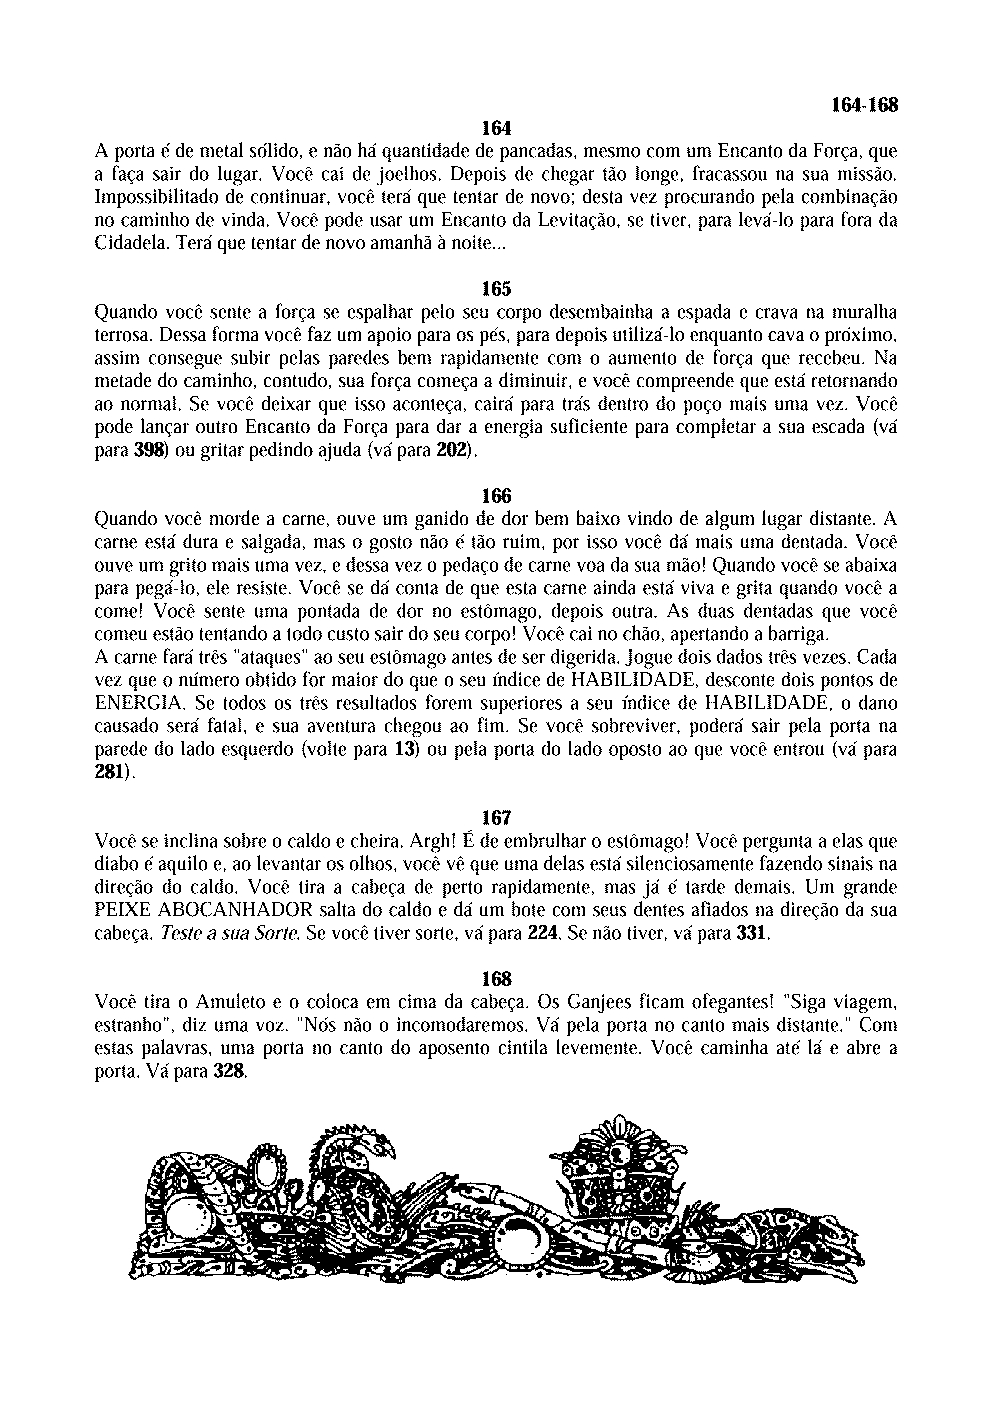 164-168
164
A porta é de metal sólido, e não há quantidade de pancadas, mesmo com um Encanto da Força, que
a faça sair do lugar. Você cai de joelhos. Depois de chegar tão longe, fracassou na sua missão.
Impossibilitado de continuar, você terá que tentar de novo; desta vez procurando pela combinação
no caminho de vinda. Você pode usar um Encanto da Levitação, se tiver, para levá-lo para fora da
Cidadela. Terá que tentar de novo amanhã à noite...
165
Quando você sente a força se espalhar pelo seu corpo desembainha a espada e crava na muralha
terrosa. Dessa forma você faz um apoio para os pés, para depois utilizá-lo enquanto cava o próximo,
assim consegue subir pelas paredes bem rapidamente com o aumento de força que recebeu. Na
metade do caminho, contudo, sua força começa a diminuir, e você compreende que está retornando
ao normal. Se você deixar que isso aconteça, cairá para trás dentro do poço mais uma vez. Você
pode lançar outro Encanto da Força para dar a energia suficiente para completar a sua escada (vá
para 398) ou gritar pedindo ajuda (vá para 202).
166
Quando você morde a carne, ouve um ganido de dor bem baixo vindo de algum lugar distante. A
carne está dura e salgada, mas o gosto não é tão ruim, por isso você dá mais uma dentada. Você
ouve um grito mais uma vez, e dessa vez o pedaço de carne voa da sua mão! Quando você se abaixa
para pegá-lo, ele resiste. Você se dá conta de que esta carne ainda está viva e grita quando você a
come! Você sente uma pontada de dor no estômago, depois outra. As duas dentadas que você
comeu estão tentando a todo custo sair do seu corpo! Você cai no chão, apertando a barriga.
A carne fará três "ataques" ao seu estômago antes de ser digerida. Jogue dois dados três vezes. Cada
vez que o número obtido for maior do que o seu índice de HABILIDADE, desconte dois pontos de
ENERGIA. Se todos os três resultados forem superiores a seu índice de HABILIDADE, o dano
causado será fatal, e sua aventura chegou ao fim. Se você sobreviver, poderá sair pela porta na
parede do lado esquerdo (volte para 13) ou pela porta do lado oposto ao que você entrou (vá para
281).
167
Você se inclina sobre o caldo e cheira. Argh! É de embrulhar o estômago! Você pergunta a elas que
diabo é aquilo e, ao levantar os olhos, você vê que uma delas está silenciosamente fazendo sinais na
direção do caldo. Você tira a cabeça de perto rapidamente, mas já é tarde demais. Um grande
PEIXE ABOCANHADOR salta do caldo e dá um bote com seus dentes afiados na direção da sua
cabeça. Teste a sua Sorte. Se você tiver sorte, vá para 224. Se não tiver, vá para 331.
168
Você tira o Amuleto e o coloca em cima da cabeça. Os Ganjees ficam ofegantes! "Siga viagem,
estranho", diz uma voz. "Nós não o incomodaremos. Vá pela porta no canto mais distante." Com
estas palavras, uma porta no canto do aposento cintila levemente. Você caminha até lá e abre a
porta. Vá para 328.